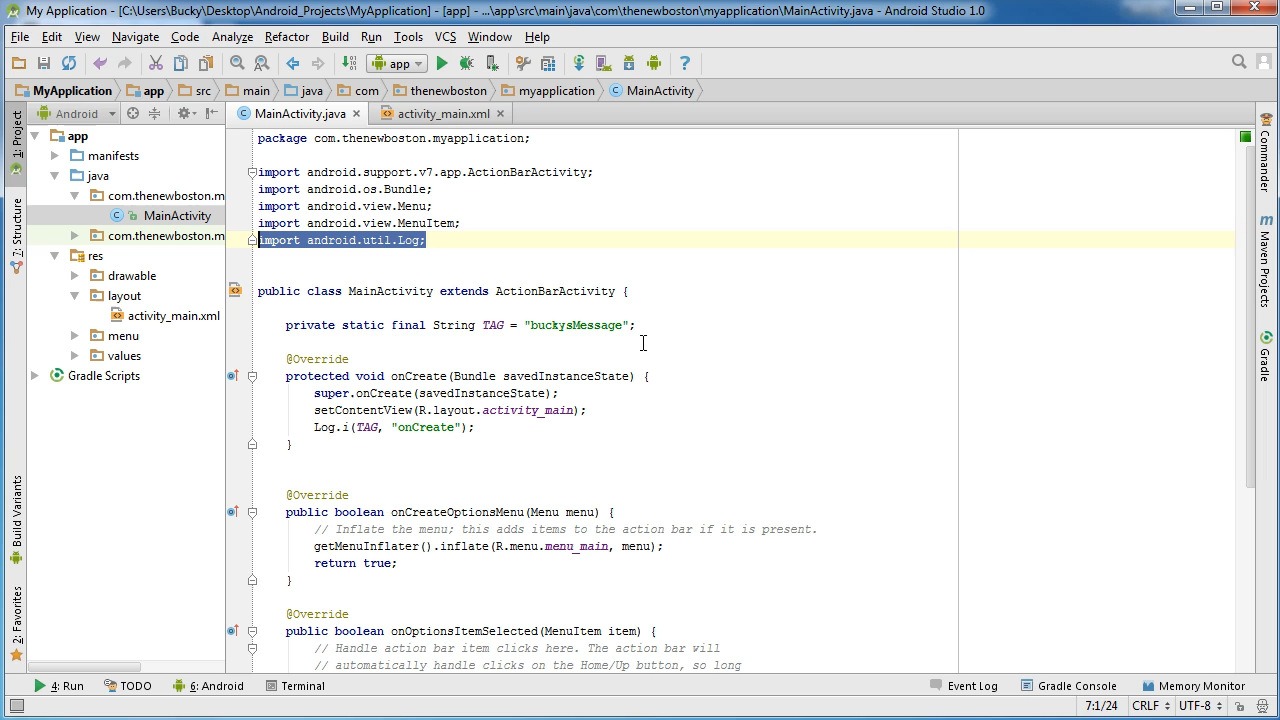 My Application - [C:\Users\Bucky\Desktop\Android_Projects\MyApplication] - [app] - ...\app\src\main\java\com\thenewboston\myapplication\MainActivity.java - Android Studio 1.0
File Edit View Navigate Code Analyze Refactor Build Run Tools VCS Window Help
app
MyApplication app src main java com thenewboston myapplication MainActivity
1: Project
7: Structure
Build Variants
2: Favorites
Android
app
manifests
java
com.thenewboston.m
MainActivity
com.thenewboston.m
res
drawable
layout
activity_main.xml
menu
values
Gradle Scripts
MainActivity.java activity_main.xml
package com.thenewboston.myapplication;
import android.support.v7.app.ActionBarActivity;
import android.os.Bundle;
import android.view.Menu;
import android.view.MenuItem;
import android.util.Log;
public class MainActivity extends ActionBarActivity {
private static final String TAG = "buckysMessage";
@Override
protected void onCreate(Bundle savedInstanceState) {
super.onCreate(savedInstanceState);
setContentView(R.layout.activity_main);
Log.i(TAG, "onCreate");
}
@Override
public boolean onCreateOptionsMenu(Menu menu) {
// Inflate the menu; this adds items to the action bar if it is present.
getMenuInflater().inflate(R.menu.menu_main, menu);
return true;
}
@Override
public boolean onOptionsItemSelected(MenuItem item) {
// Handle action bar item clicks here. The action bar will
// automatically handle clicks on the Home/Up button, so long
Commander
Maven Projects
Gradle
4: Run TODO 6: Android Terminal Event Log Gradle Console Memory Monitor
7:1/24 CRLF UTF-8